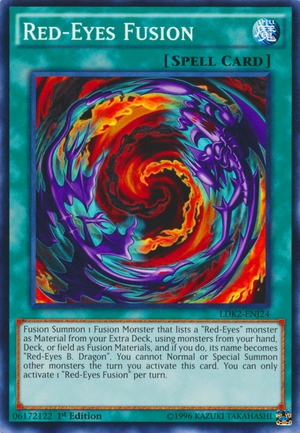 Red-Eyes Fusion
[Spell Card]
LDK2-ENJ24
Fusion Summon 1 Fusion Monster that lists a "Red-Eyes" monster
as Material from your Extra Deck, using monsters from your hand,
Deck, or field as Fusion Materials, and if you do, its name becomes
"Red-Eyes B. Dragon". You cannot Normal or Special Summon
other monsters the turn you activate this card. You can only
activate 1 "Red-Eyes Fusion" per turn.
06172122 1st Edition ©1996 KAZUKI TAKAHASHI